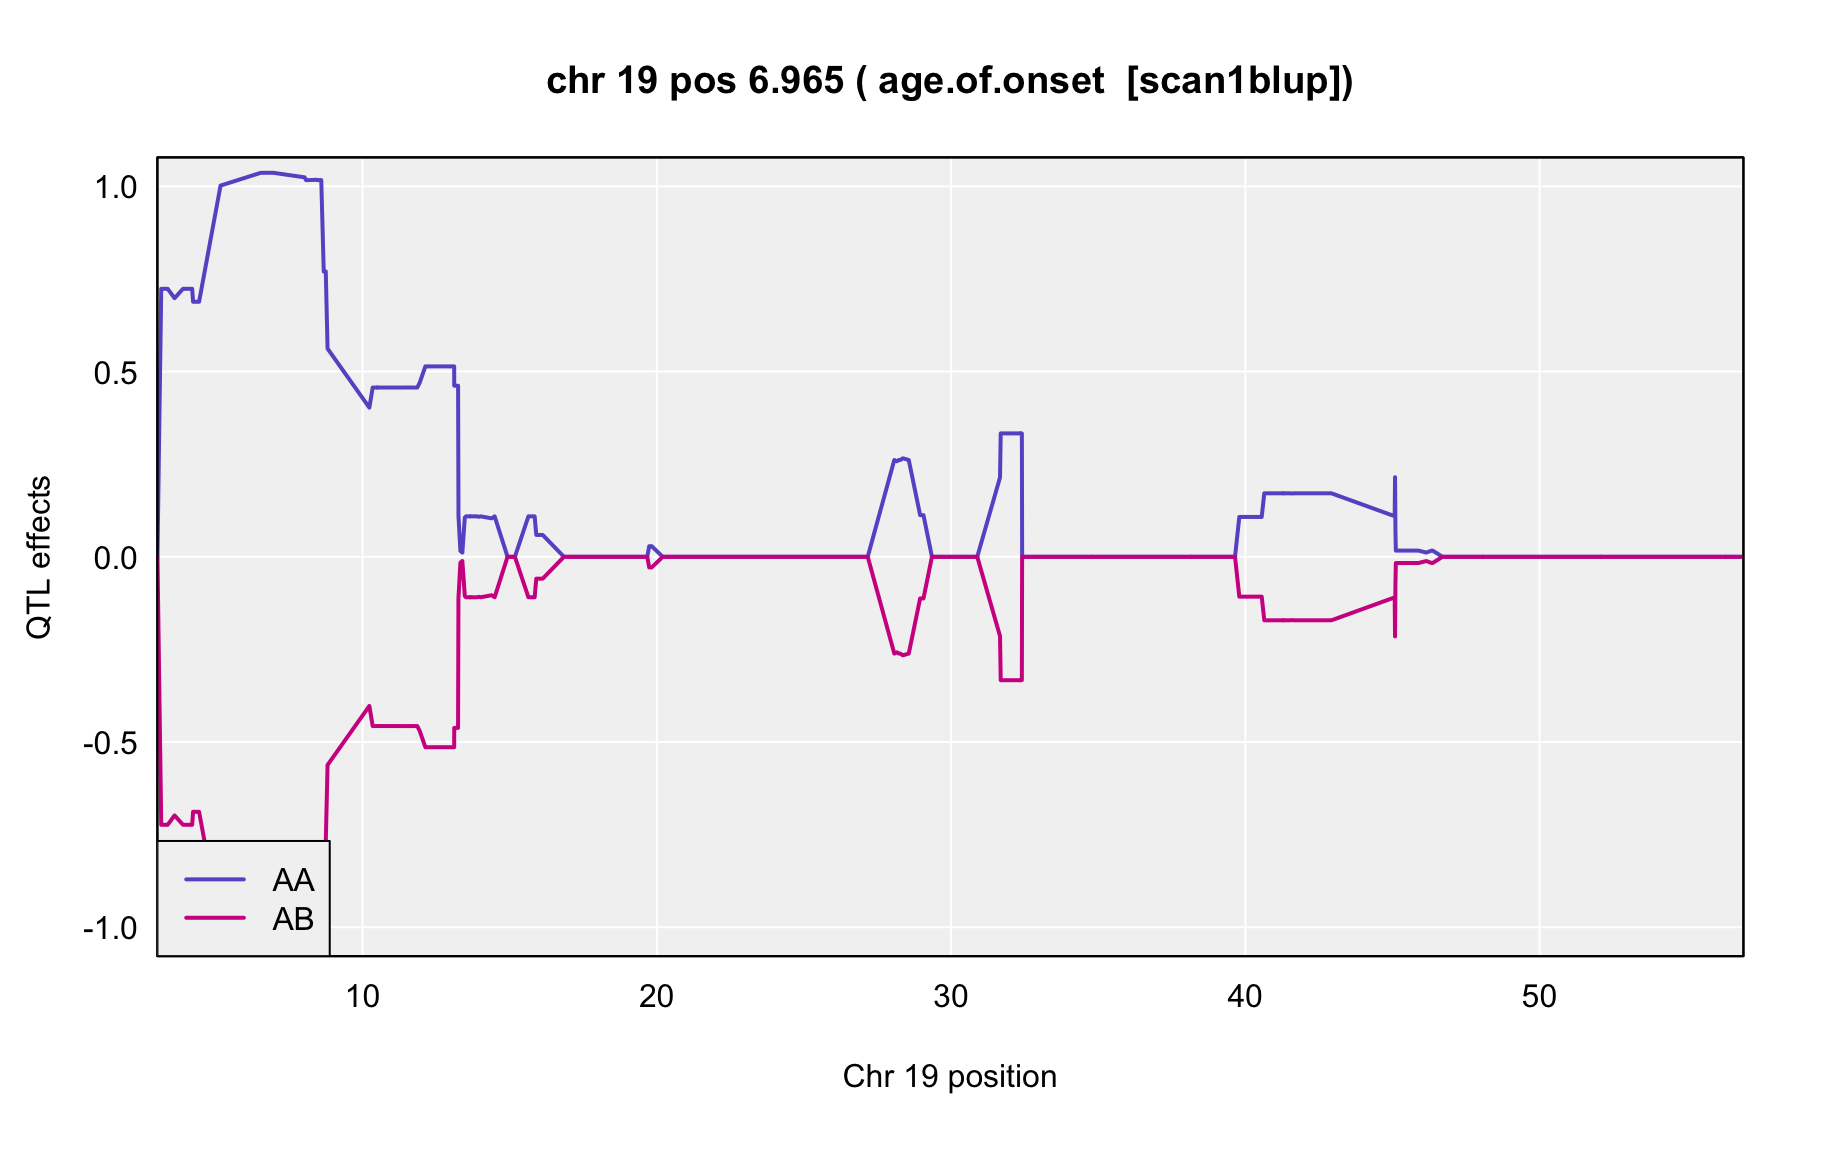 chr 19 pos 6.965 ( age.of.onset  [scan1blup])
1.0
0.5
0.0
-0.5
-1.0
QTL effects
AA
AB
10 20 30 40 50
Chr 19 position